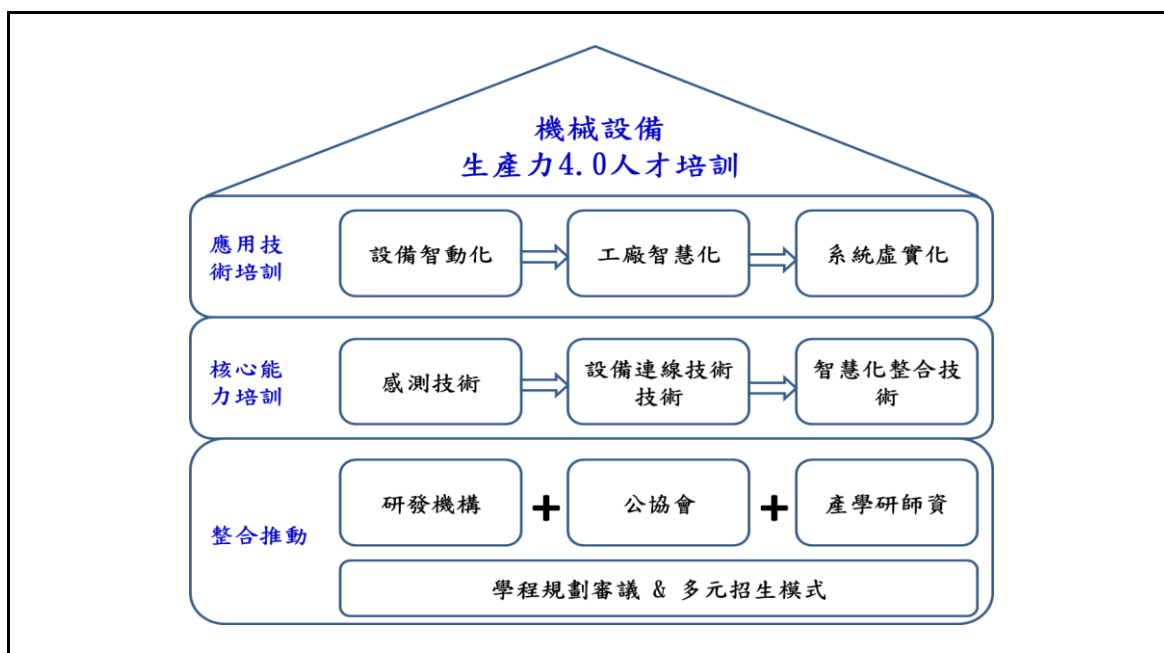 機械設備
生產力4.0人才培訓
應用技
術培訓
設備智動化
工廠智慧化
系統虛實化
核心能
力培訓
感測技術
設備連線技術
技術
智慧化整合技
術
整合推動
研發機構
+
公協會
+
產學研師資
學程規劃審議 & 多元招生模式